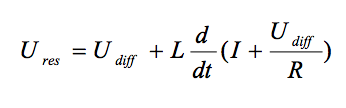 U_res = U_diff + L d/dt (I + U_diff/R)